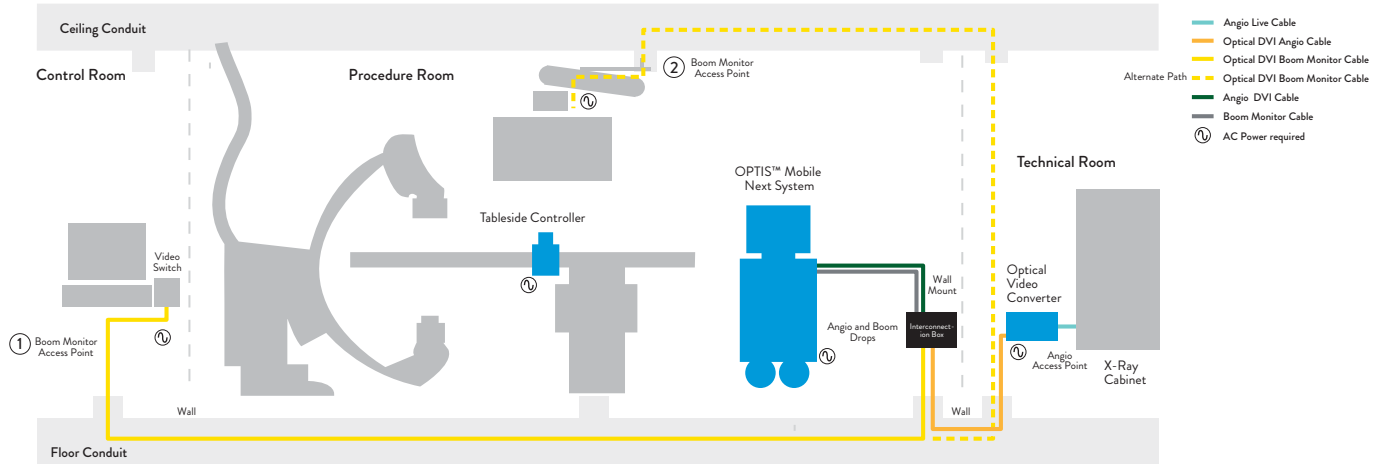 Ceiling Conduit
Control Room
Procedure Room
2
Boom Monitor
Access Point
Angio Live Cable
Optical DVI Angio Cable
Optical DVI Boom Monitor Cable
Alternate Path
Optical DVI Boom Monitor Cable
Angio DVI Cable
Boom Monitor Cable
AC Power required
Technical Room
OPTIS™ Mobile
Next System
Tableside Controller
Video
Switch
Wall
Mount
Optical
Video
Converter
Angio and Boom
Drops
Interconnect-
ion Box
1
Boom Monitor
Access Point
Angio
Access Point
X-Ray
Cabinet
Wall
Wall
Floor Conduit